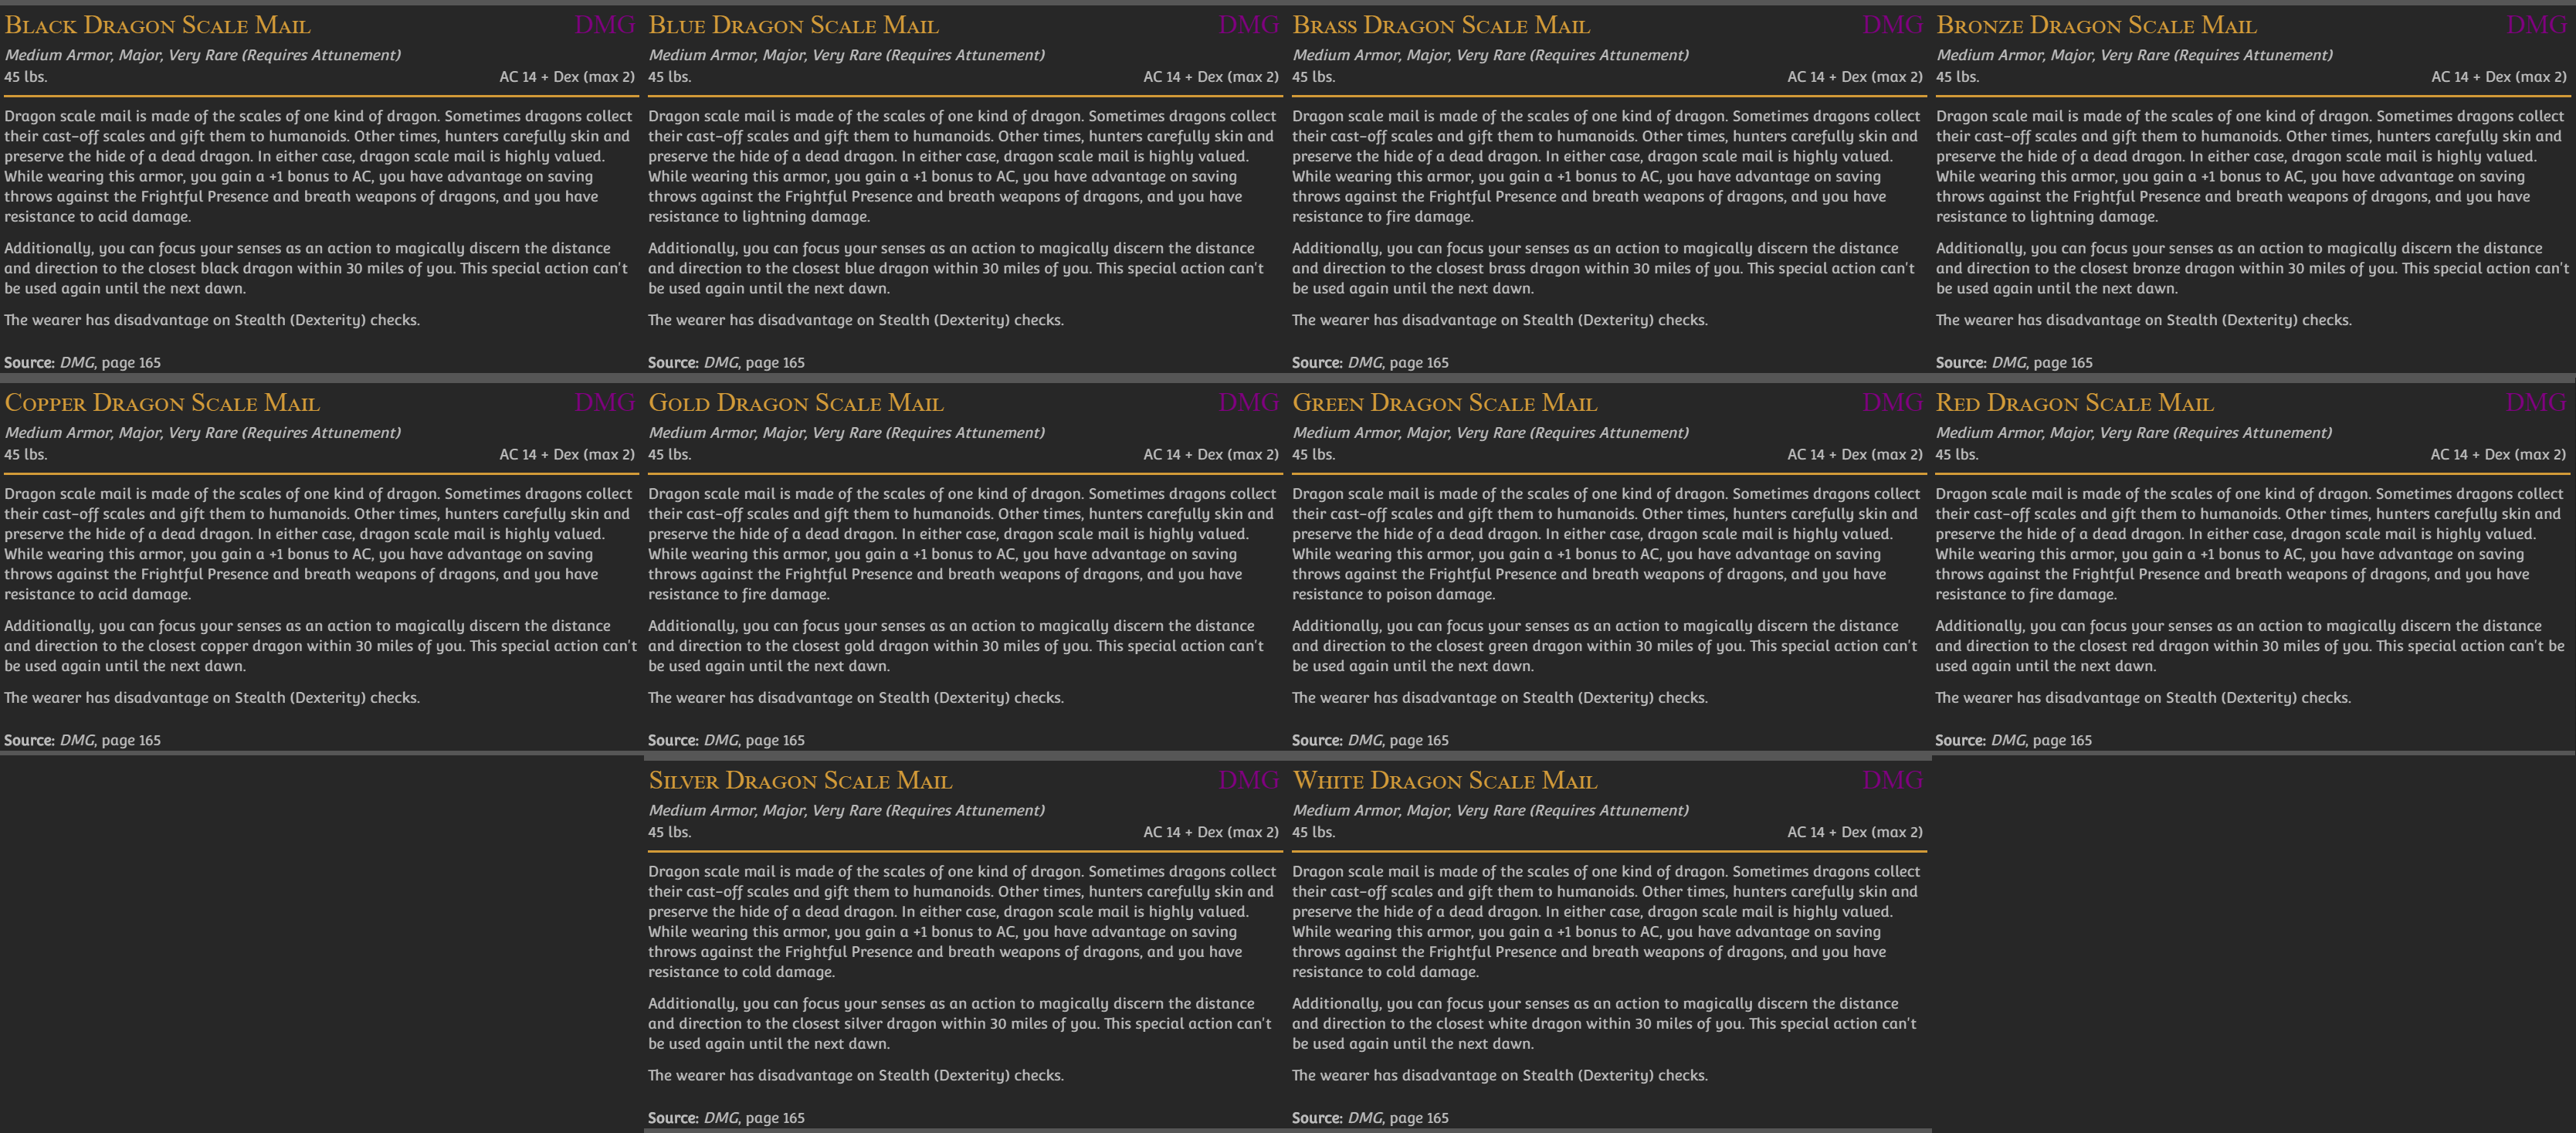 Black Dragon Scale Mail DMG
Medium Armor, Major, Very Rare (Requires Attunement)
45 lbs. AC 14 + Dex (max 2)
Dragon scale mail is made of the scales of one kind of dragon. Sometimes dragons collect
their cast-off scales and gift them to humanoids. Other times, hunters carefully skin and
preserve the hide of a dead dragon. In either case, dragon scale mail is highly valued.
While wearing this armor, you gain a +1 bonus to AC, you have advantage on saving
throws against the Frightful Presence and breath weapons of dragons, and you have
resistance to acid damage.
Additionally, you can focus your senses as an action to magically discern the distance
and direction to the closest black dragon within 30 miles of you. This special action can't
be used again until the next dawn.
The wearer has disadvantage on Stealth (Dexterity) checks.
Source: DMG, page 165
Blue Dragon Scale Mail DMG
Medium Armor, Major, Very Rare (Requires Attunement)
45 lbs. AC 14 + Dex (max 2)
Dragon scale mail is made of the scales of one kind of dragon. Sometimes dragons collect
their cast-off scales and gift them to humanoids. Other times, hunters carefully skin and
preserve the hide of a dead dragon. In either case, dragon scale mail is highly valued.
While wearing this armor, you gain a +1 bonus to AC, you have advantage on saving
throws against the Frightful Presence and breath weapons of dragons, and you have
resistance to lightning damage.
Additionally, you can focus your senses as an action to magically discern the distance
and direction to the closest blue dragon within 30 miles of you. This special action can't
be used again until the next dawn.
The wearer has disadvantage on Stealth (Dexterity) checks.
Source: DMG, page 165
Brass Dragon Scale Mail DMG
Medium Armor, Major, Very Rare (Requires Attunement)
45 lbs. AC 14 + Dex (max 2)
Dragon scale mail is made of the scales of one kind of dragon. Sometimes dragons collect
their cast-off scales and gift them to humanoids. Other times, hunters carefully skin and
preserve the hide of a dead dragon. In either case, dragon scale mail is highly valued.
While wearing this armor, you gain a +1 bonus to AC, you have advantage on saving
throws against the Frightful Presence and breath weapons of dragons, and you have
resistance to fire damage.
Additionally, you can focus your senses as an action to magically discern the distance
and direction to the closest brass dragon within 30 miles of you. This special action can't
be used again until the next dawn.
The wearer has disadvantage on Stealth (Dexterity) checks.
Source: DMG, page 165
Bronze Dragon Scale Mail DMG
Medium Armor, Major, Very Rare (Requires Attunement)
45 lbs. AC 14 + Dex (max 2)
Dragon scale mail is made of the scales of one kind of dragon. Sometimes dragons collect
their cast-off scales and gift them to humanoids. Other times, hunters carefully skin and
preserve the hide of a dead dragon. In either case, dragon scale mail is highly valued.
While wearing this armor, you gain a +1 bonus to AC, you have advantage on saving
throws against the Frightful Presence and breath weapons of dragons, and you have
resistance to lightning damage.
Additionally, you can focus your senses as an action to magically discern the distance
and direction to the closest bronze dragon within 30 miles of you. This special action can't
be used again until the next dawn.
The wearer has disadvantage on Stealth (Dexterity) checks.
Source: DMG, page 165
Copper Dragon Scale Mail DMG
Medium Armor, Major, Very Rare (Requires Attunement)
45 lbs. AC 14 + Dex (max 2)
Dragon scale mail is made of the scales of one kind of dragon. Sometimes dragons collect
their cast-off scales and gift them to humanoids. Other times, hunters carefully skin and
preserve the hide of a dead dragon. In either case, dragon scale mail is highly valued.
While wearing this armor, you gain a +1 bonus to AC, you have advantage on saving
throws against the Frightful Presence and breath weapons of dragons, and you have
resistance to acid damage.
Additionally, you can focus your senses as an action to magically discern the distance
and direction to the closest copper dragon within 30 miles of you. This special action can't
be used again until the next dawn.
The wearer has disadvantage on Stealth (Dexterity) checks.
Source: DMG, page 165
Gold Dragon Scale Mail DMG
Medium Armor, Major, Very Rare (Requires Attunement)
45 lbs. AC 14 + Dex (max 2)
Dragon scale mail is made of the scales of one kind of dragon. Sometimes dragons collect
their cast-off scales and gift them to humanoids. Other times, hunters carefully skin and
preserve the hide of a dead dragon. In either case, dragon scale mail is highly valued.
While wearing this armor, you gain a +1 bonus to AC, you have advantage on saving
throws against the Frightful Presence and breath weapons of dragons, and you have
resistance to fire damage.
Additionally, you can focus your senses as an action to magically discern the distance
and direction to the closest gold dragon within 30 miles of you. This special action can't
be used again until the next dawn.
The wearer has disadvantage on Stealth (Dexterity) checks.
Source: DMG, page 165
Green Dragon Scale Mail DMG
Medium Armor, Major, Very Rare (Requires Attunement)
45 lbs. AC 14 + Dex (max 2)
Dragon scale mail is made of the scales of one kind of dragon. Sometimes dragons collect
their cast-off scales and gift them to humanoids. Other times, hunters carefully skin and
preserve the hide of a dead dragon. In either case, dragon scale mail is highly valued.
While wearing this armor, you gain a +1 bonus to AC, you have advantage on saving
throws against the Frightful Presence and breath weapons of dragons, and you have
resistance to poison damage.
Additionally, you can focus your senses as an action to magically discern the distance
and direction to the closest green dragon within 30 miles of you. This special action can't
be used again until the next dawn.
The wearer has disadvantage on Stealth (Dexterity) checks.
Source: DMG, page 165
Red Dragon Scale Mail DMG
Medium Armor, Major, Very Rare (Requires Attunement)
45 lbs. AC 14 + Dex (max 2)
Dragon scale mail is made of the scales of one kind of dragon. Sometimes dragons collect
their cast-off scales and gift them to humanoids. Other times, hunters carefully skin and
preserve the hide of a dead dragon. In either case, dragon scale mail is highly valued.
While wearing this armor, you gain a +1 bonus to AC, you have advantage on saving
throws against the Frightful Presence and breath weapons of dragons, and you have
resistance to fire damage.
Additionally, you can focus your senses as an action to magically discern the distance
and direction to the closest red dragon within 30 miles of you. This special action can't be
used again until the next dawn.
The wearer has disadvantage on Stealth (Dexterity) checks.
Source: DMG, page 165
Silver Dragon Scale Mail DMG
Medium Armor, Major, Very Rare (Requires Attunement)
45 lbs. AC 14 + Dex (max 2)
Dragon scale mail is made of the scales of one kind of dragon. Sometimes dragons collect
their cast-off scales and gift them to humanoids. Other times, hunters carefully skin and
preserve the hide of a dead dragon. In either case, dragon scale mail is highly valued.
While wearing this armor, you gain a +1 bonus to AC, you have advantage on saving
throws against the Frightful Presence and breath weapons of dragons, and you have
resistance to cold damage.
Additionally, you can focus your senses as an action to magically discern the distance
and direction to the closest silver dragon within 30 miles of you. This special action can't
be used again until the next dawn.
The wearer has disadvantage on Stealth (Dexterity) checks.
Source: DMG, page 165
White Dragon Scale Mail DMG
Medium Armor, Major, Very Rare (Requires Attunement)
45 lbs. AC 14 + Dex (max 2)
Dragon scale mail is made of the scales of one kind of dragon. Sometimes dragons collect
their cast-off scales and gift them to humanoids. Other times, hunters carefully skin and
preserve the hide of a dead dragon. In either case, dragon scale mail is highly valued.
While wearing this armor, you gain a +1 bonus to AC, you have advantage on saving
throws against the Frightful Presence and breath weapons of dragons, and you have
resistance to cold damage.
Additionally, you can focus your senses as an action to magically discern the distance
and direction to the closest white dragon within 30 miles of you. This special action can't
be used again until the next dawn.
The wearer has disadvantage on Stealth (Dexterity) checks.
Source: DMG, page 165